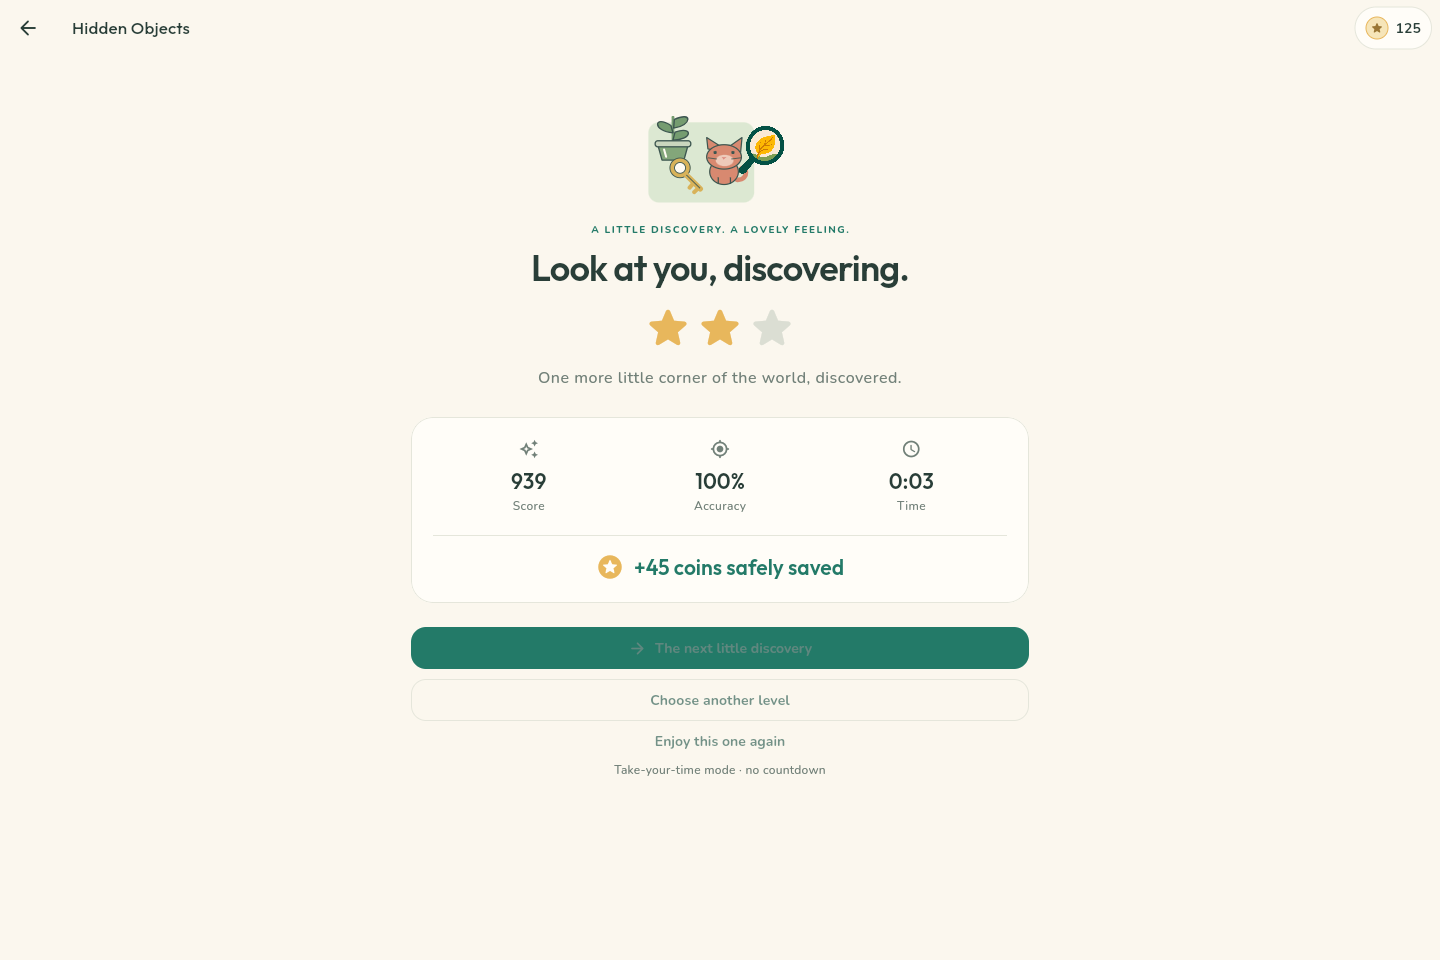 Hidden Objects
125
A LITTLE DISCOVERY. A LOVELY FEELING.
Look at you, discovering.
One more little corner of the world, discovered.
939
Score
100%
Accuracy
0:03
Time
+45 coins safely saved
The next little discovery
Choose another level
Enjoy this one again
Take-your-time mode · no countdown